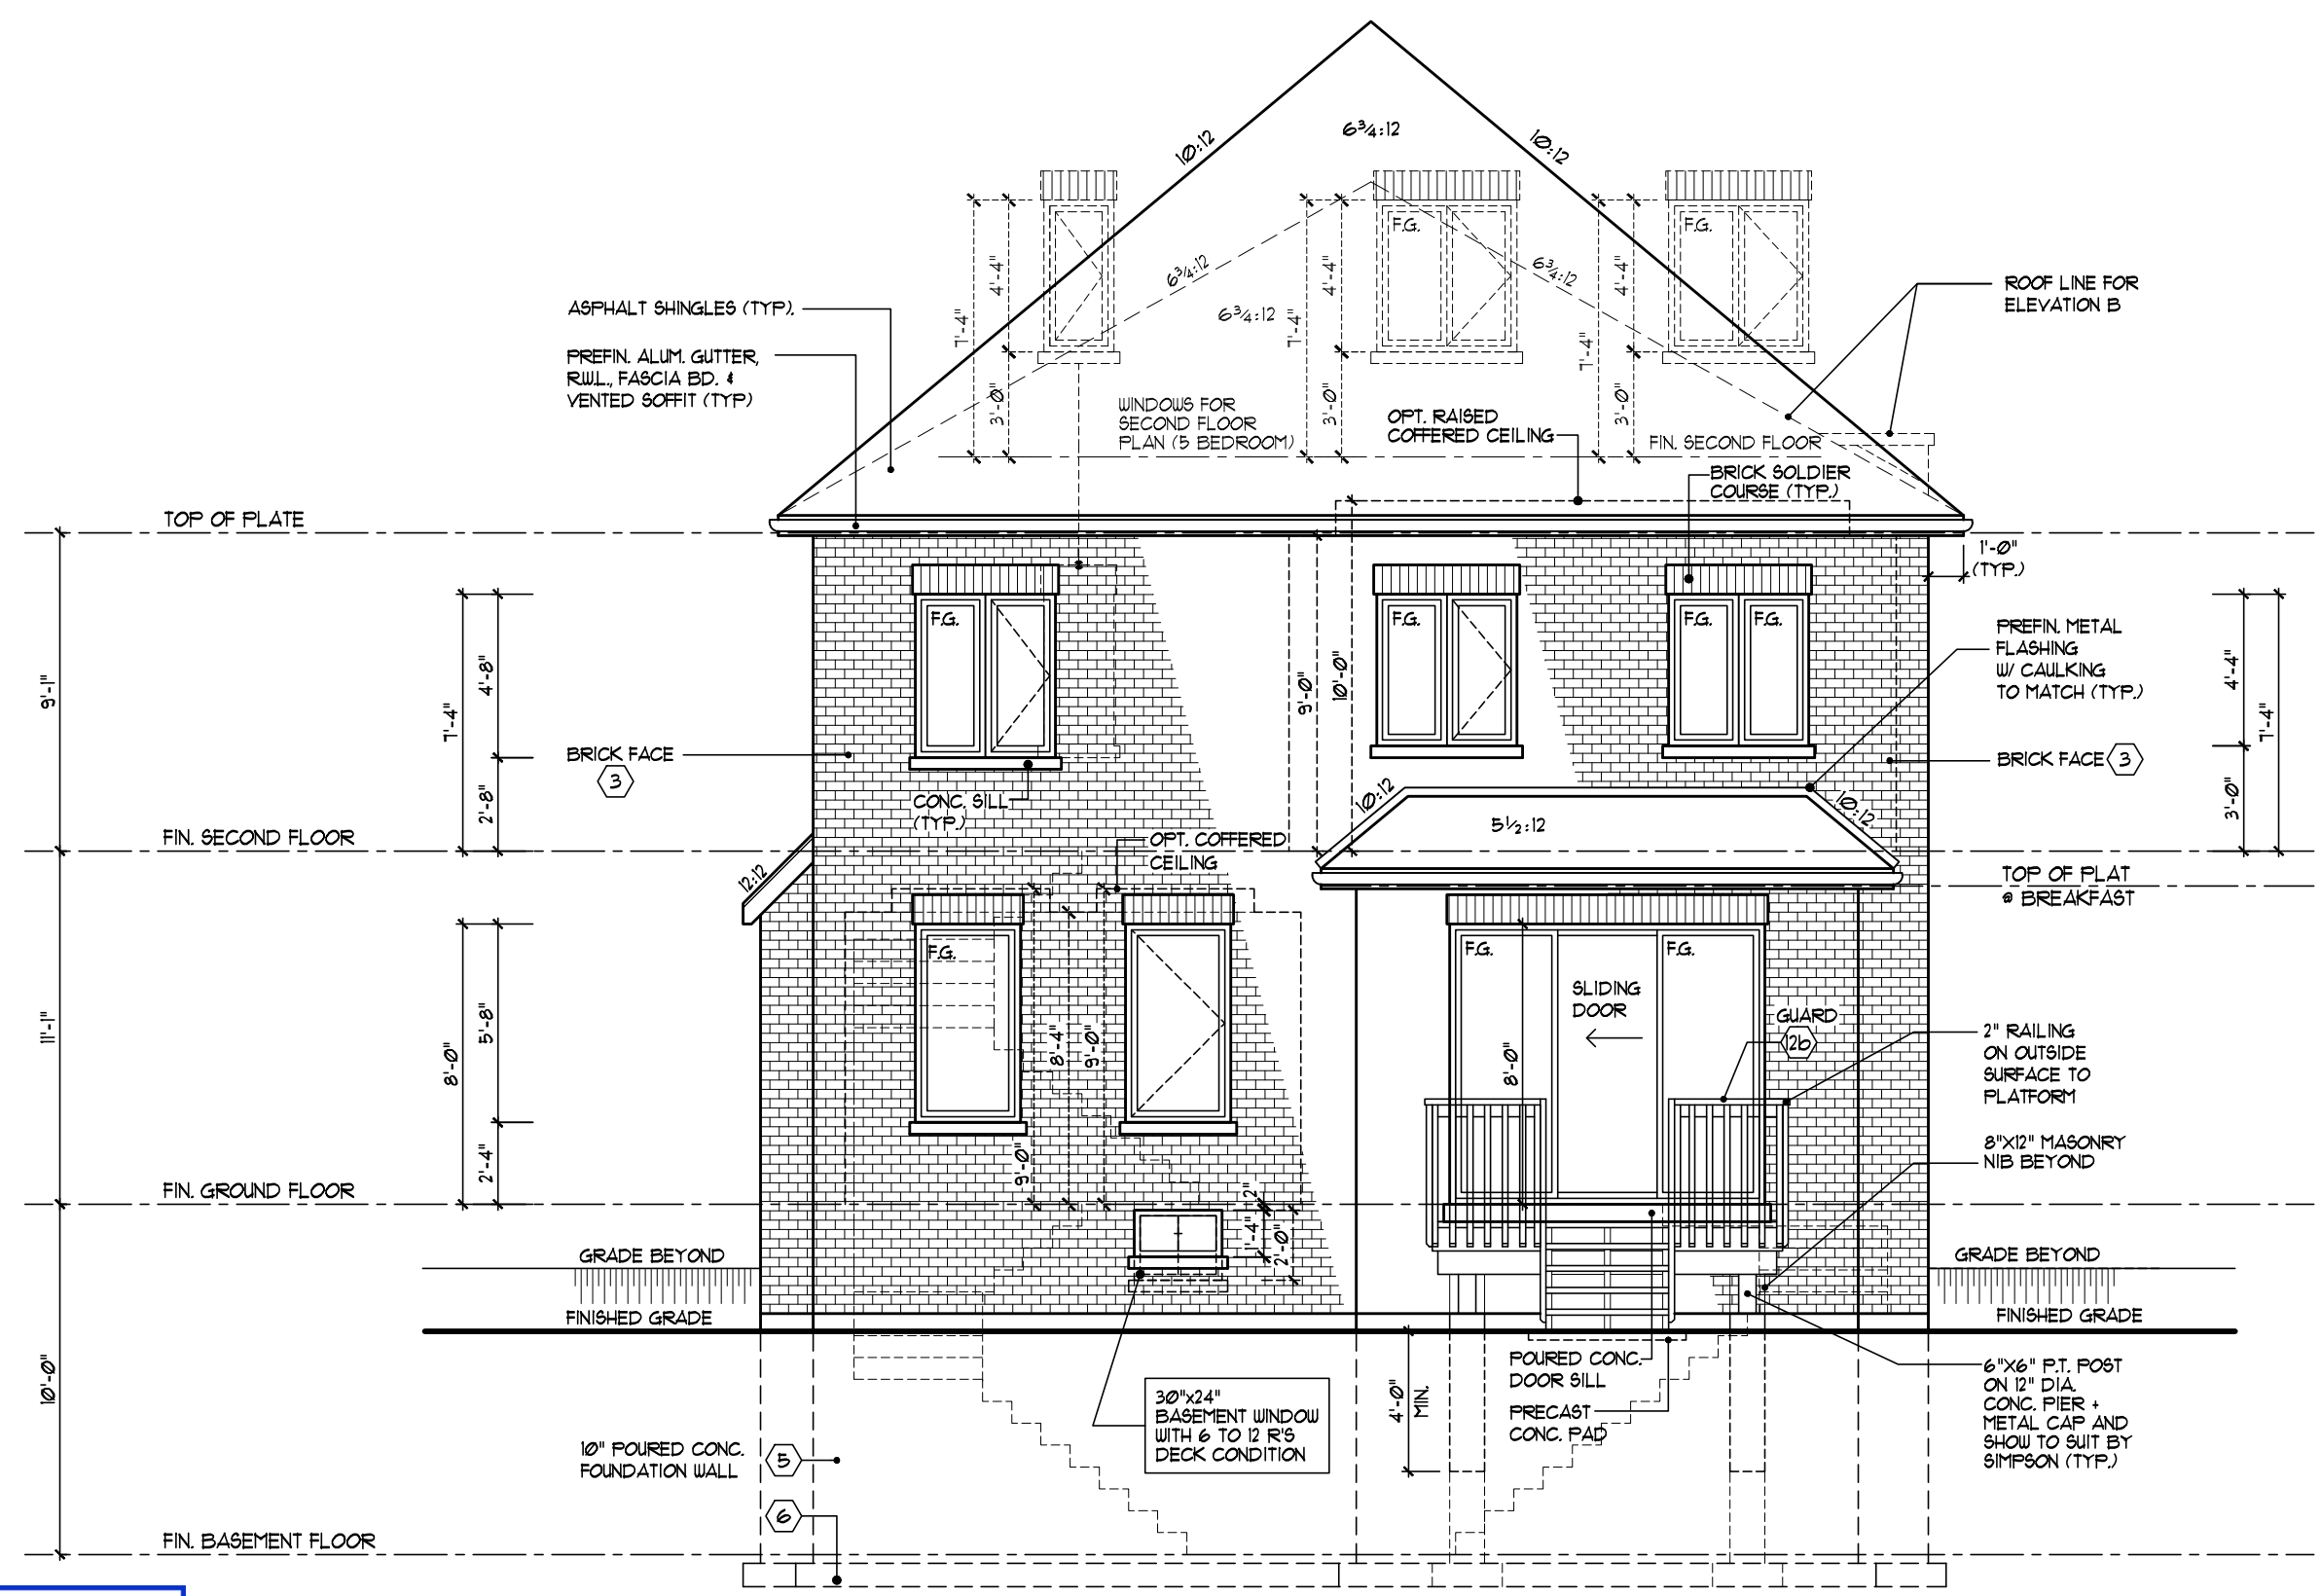 6¾:12
10:12
10:12
F.G.
F.G.
4'-4"
4'-4"
4'-4"
7'-4"
7'-4"
7'-4"
6¾:12
6¾:12
6¾:12
3'-0"
3'-0"
3'-0"
ROOF LINE FOR
ELEVATION B
ASPHALT SHINGLES (TYP).
PREFIN. ALUM. GUTTER,
R.W.L., FASCIA BD. &
VENTED SOFFIT (TYP)
WINDOWS FOR
SECOND FLOOR
PLAN (5 BEDROOM)
OPT. RAISED
COFFERED CEILING
FIN. SECOND FLOOR
BRICK SOLDIER
COURSE (TYP.)
TOP OF PLATE
1'-0"
(TYP.)
F.G.
F.G.
F.G.
F.G.
PREFIN. METAL
FLASHING
W/ CAULKING
TO MATCH (TYP.)
9'-1"
7'-4"
4'-8"
2'-8"
9'-0"
10'-0"
4'-4"
7'-4"
3'-0"
BRICK FACE
3
BRICK FACE 3
CONC. SILL
(TYP.)
10:12
10:12
5½:12
FIN. SECOND FLOOR
OPT. COFFERED
CEILING
12:12
TOP OF PLAT
@ BREAKFAST
F.G.
F.G.
F.G.
SLIDING
DOOR
11'-1"
8'-0"
5'-8"
2'-4"
8'-4"
9'-0"
9'-0"
8'-0"
GUARD
12b
2" RAILING
ON OUTSIDE
SURFACE TO
PLATFORM
8"X12" MASONRY
NIB BEYOND
FIN. GROUND FLOOR
2"
1'-4"
2'-0"
GRADE BEYOND
GRADE BEYOND
FINISHED GRADE
FINISHED GRADE
10'-0"
4'-0"
MIN.
POURED CONC.
DOOR SILL
PRECAST
CONC. PAD
6"X6" P.T. POST
ON 12" DIA.
CONC. PIER +
METAL CAP AND
SHOW TO SUIT BY
SIMPSON (TYP.)
30"x24"
BASEMENT WINDOW
WITH 6 TO 12 R'S
DECK CONDITION
10" POURED CONC.
FOUNDATION WALL
5
6
FIN. BASEMENT FLOOR